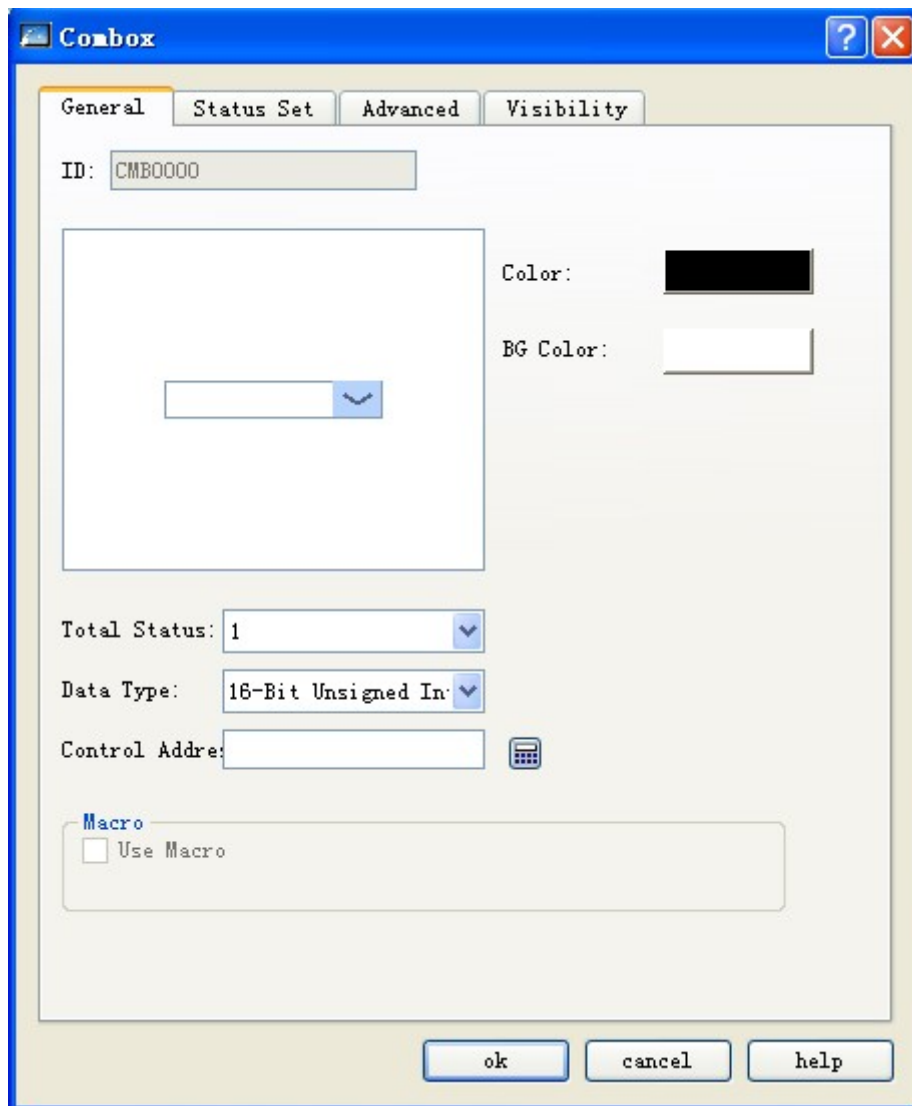 Combox
General Status Set Advanced Visibility
ID: CMB0000
Color:
BG Color:
Total Status: 1
Data Type: 16-Bit Unsigned In
Control Addre
Macro
Use Macro
ok cancel help